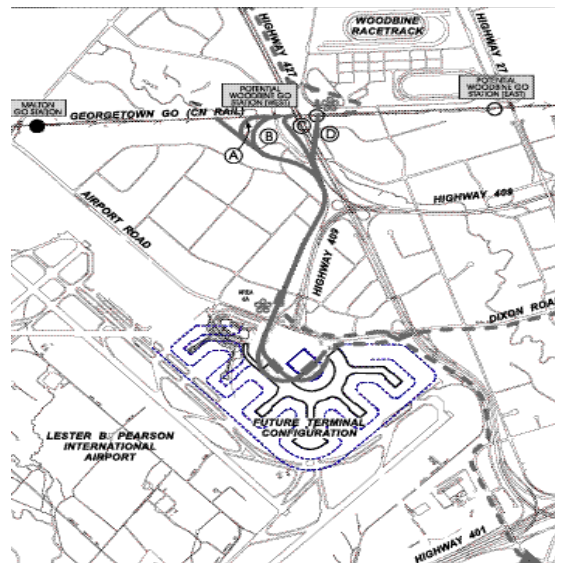 WOODBINE
RACETRACK
HIGHWAY 427
HIGHWAY 27
POTENTIAL
WOODBINE GO
STATION (WEST)
POTENTIAL
WOODBINE GO
STATION (EAST)
MALTON
GO STATION
GEORGETOWN GO (CN RAIL)
A
B
C
D
HIGHWAY 409
AIRPORT ROAD
HIGHWAY 409
AREA
4A
DIXON ROAD
FUTURE TERMINAL
CONFIGURATION
LESTER B. PEARSON
INTERNATIONAL
AIRPORT
HIGHWAY 401